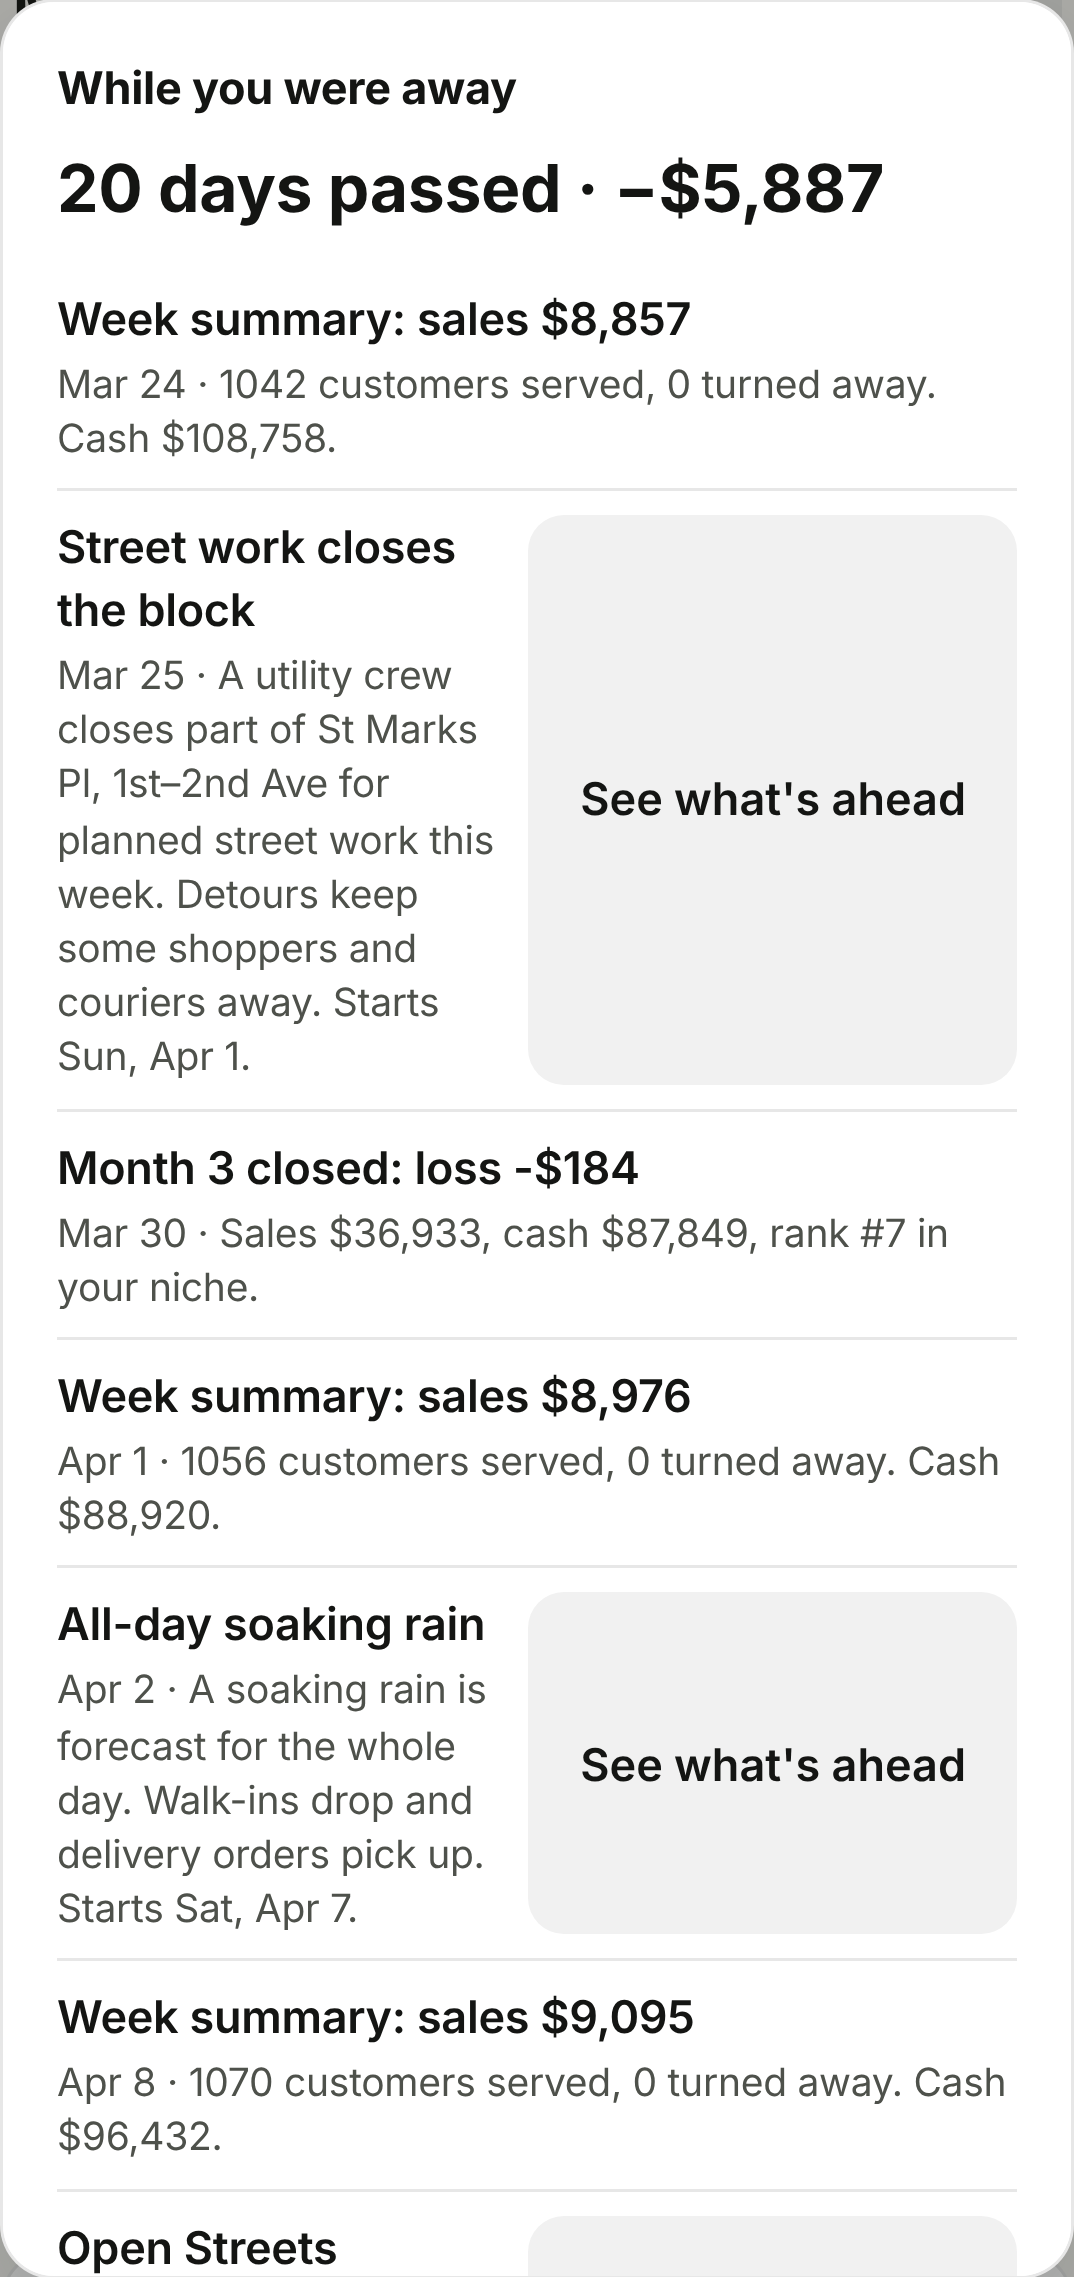 While you were away
20 days passed · −$5,887
Week summary: sales $8,857
Mar 24 · 1042 customers served, 0 turned away.
Cash $108,758.
Street work closes
the block
Mar 25 · A utility crew
closes part of St Marks
Pl, 1st–2nd Ave for
planned street work this
week. Detours keep
some shoppers and
couriers away. Starts
Sun, Apr 1.
See what's ahead
Month 3 closed: loss -$184
Mar 30 · Sales $36,933, cash $87,849, rank #7 in
your niche.
Week summary: sales $8,976
Apr 1 · 1056 customers served, 0 turned away. Cash
$88,920.
All-day soaking rain
Apr 2 · A soaking rain is
forecast for the whole
day. Walk-ins drop and
delivery orders pick up.
Starts Sat, Apr 7.
See what's ahead
Week summary: sales $9,095
Apr 8 · 1070 customers served, 0 turned away. Cash
$96,432.
Open Streets